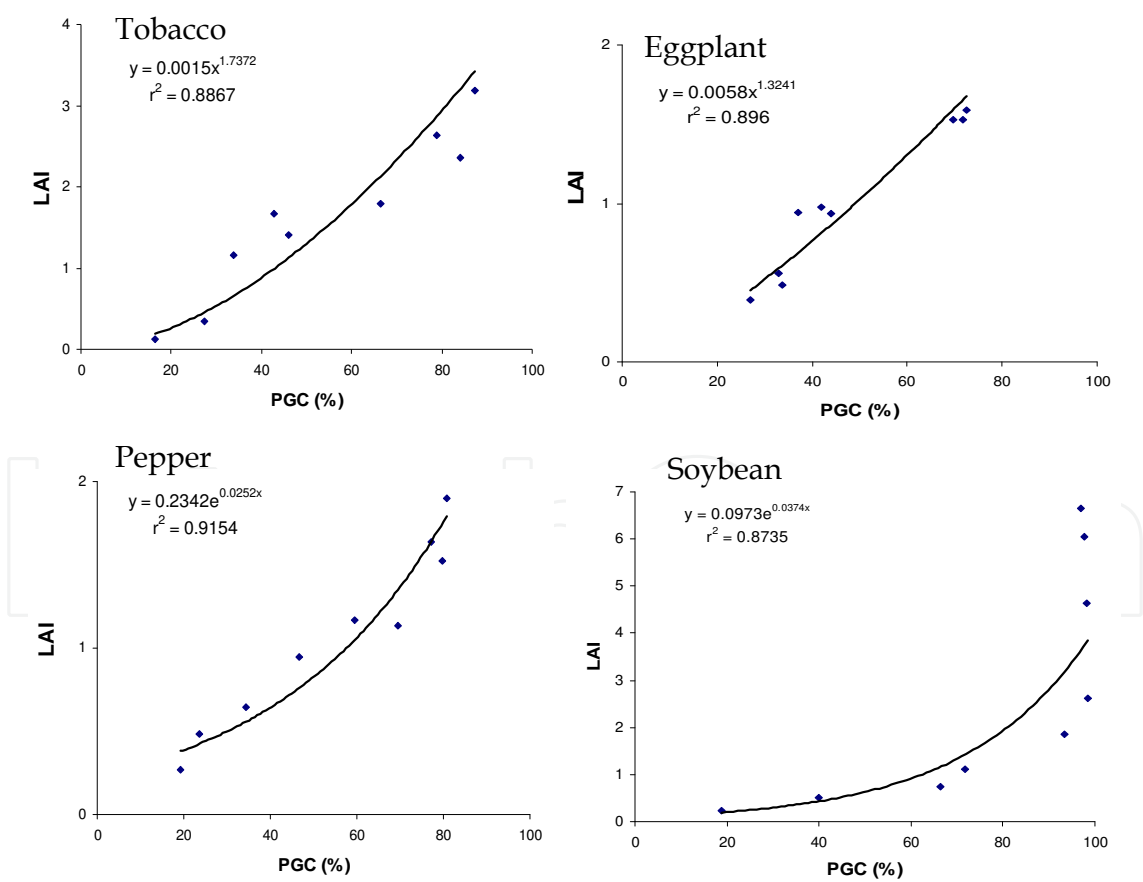 Tobacco
y = 0.0015x^1.7372
r² = 0.8867
4
3
2
1
0
LAI
0 20 40 60 80 100
PGC (%)
Eggplant
y = 0.0058x^1.3241
r² = 0.896
2
1
0
LAI
0 20 40 60 80 100
PGC (%)
Pepper
y = 0.2342e^0.0252x
r² = 0.9154
2
1
0
LAI
0 20 40 60 80 100
PGC (%)
Soybean
y = 0.0973e^0.0374x
r² = 0.8735
7
6
5
4
3
2
1
0
LAI
0 20 40 60 80 100
PGC (%)